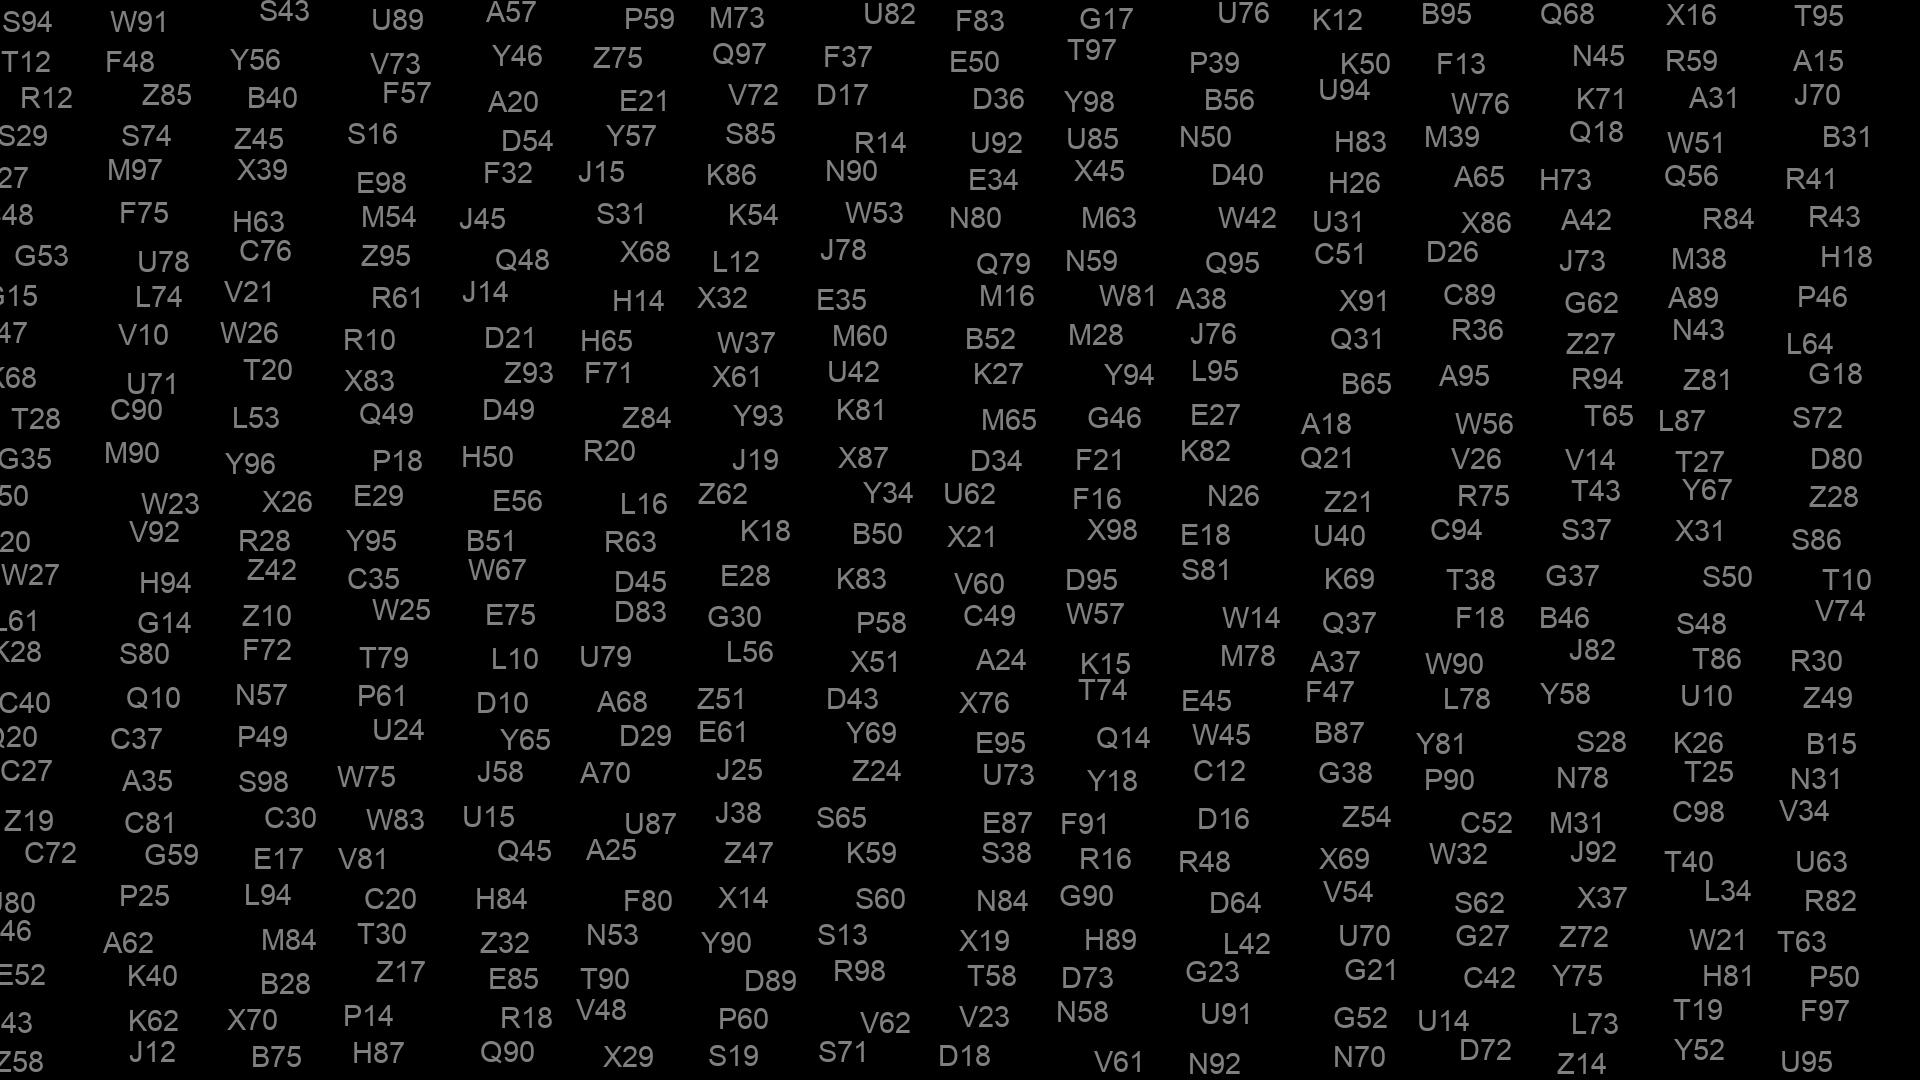 S94 W91 S43 U89 A57 P59 M73 U82 F83 G17 U76 K12 B95 Q68 X16 T95
T12 F48 Y56 V73 Y46 Z75 Q97 F37 E50 T97 P39 K50 F13 N45 R59 A15
R12 Z85 B40 F57 A20 E21 V72 D17 D36 Y98 B56 U94 W76 K71 A31 J70
S29 S74 Z45 S16 D54 Y57 S85 R14 U92 U85 N50 H83 M39 Q18 W51 B31
27 M97 X39 E98 F32 J15 K86 N90 E34 X45 D40 H26 A65 H73 Q56 R41
48 F75 H63 M54 J45 S31 K54 W53 N80 M63 W42 U31 X86 A42 R84 R43
G53 U78 C76 Z95 Q48 X68 L12 J78 Q79 N59 Q95 C51 D26 J73 M38 H18
G15 L74 V21 R61 J14 H14 X32 E35 M16 W81 A38 X91 C89 G62 A89 P46
47 V10 W26 R10 D21 H65 W37 M60 B52 M28 J76 Q31 R36 Z27 N43 L64
K68 U71 T20 X83 Z93 F71 X61 U42 K27 Y94 L95 B65 A95 R94 Z81 G18
T28 C90 L53 Q49 D49 Z84 Y93 K81 M65 G46 E27 A18 W56 T65 L87 S72
G35 M90 Y96 P18 H50 R20 J19 X87 D34 F21 K82 Q21 V26 V14 T27 D80
50 W23 X26 E29 E56 L16 Z62 Y34 U62 F16 N26 Z21 R75 T43 Y67 Z28
20 V92 R28 Y95 B51 R63 K18 B50 X21 X98 E18 U40 C94 S37 X31 S86
W27 H94 Z42 C35 W67 D45 E28 K83 V60 D95 S81 K69 T38 G37 S50 T10
L61 G14 Z10 W25 E75 D83 G30 P58 C49 W57 W14 Q37 F18 B46 S48 V74
K28 S80 F72 T79 L10 U79 L56 X51 A24 K15 M78 A37 W90 J82 T86 R30
C40 Q10 N57 P61 D10 A68 Z51 D43 X76 T74 E45 F47 L78 Y58 U10 Z49
Q20 C37 P49 U24 Y65 D29 E61 Y69 E95 Q14 W45 B87 Y81 S28 K26 B15
C27 A35 S98 W75 J58 A70 J25 Z24 U73 Y18 C12 G38 P90 N78 T25 N31
Z19 C81 C30 W83 U15 U87 J38 S65 E87 F91 D16 Z54 C52 M31 C98 V34
C72 G59 E17 V81 Q45 A25 Z47 K59 S38 R16 R48 X69 W32 J92 T40 U63
80 P25 L94 C20 H84 F80 X14 S60 N84 G90 D64 V54 S62 X37 L34 R82
46 A62 M84 T30 Z32 N53 Y90 S13 X19 H89 L42 U70 G27 Z72 W21 T63
E52 K40 B28 Z17 E85 T90 D89 R98 T58 D73 G23 G21 C42 Y75 H81 P50
43 K62 X70 P14 R18 V48 P60 V62 V23 N58 U91 G52 U14 L73 T19 F97
Z58 J12 B75 H87 Q90 X29 S19 S71 D18 V61 N92 N70 D72 Z14 Y52 U95